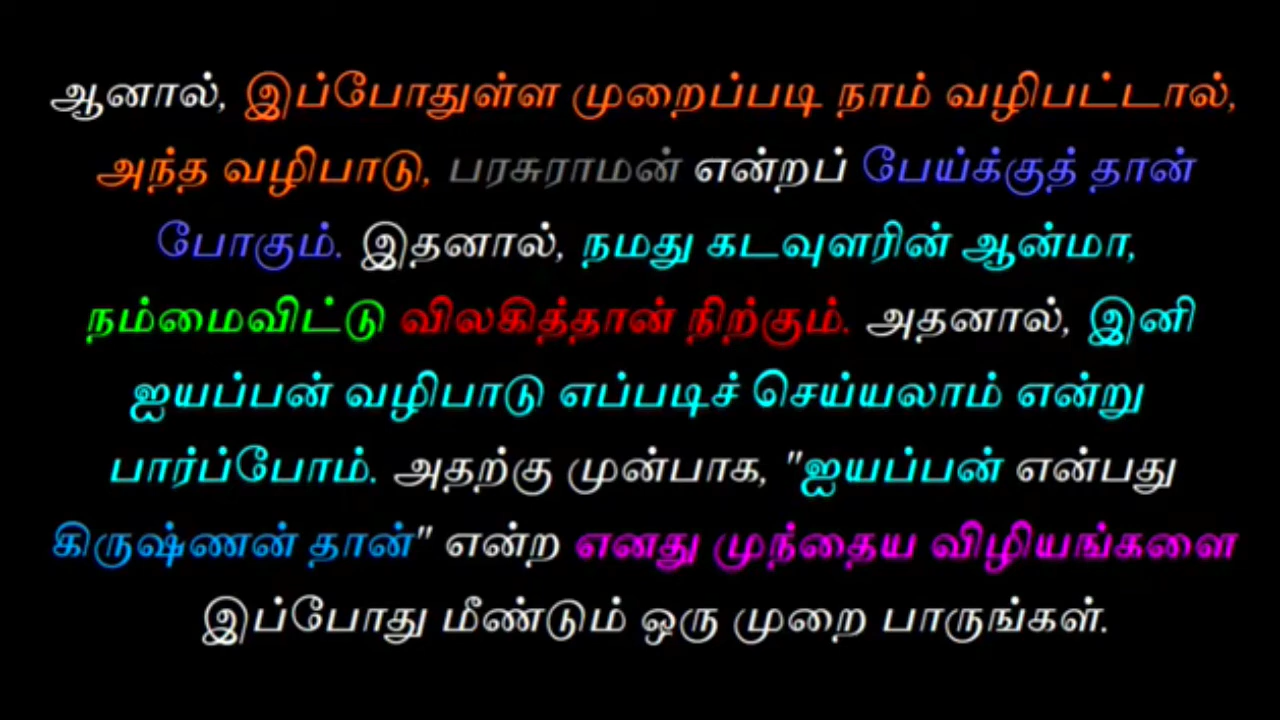 ஆனால், இப்போதுள்ள முறைப்படி நாம் வழிபட்டால்,
அந்த வழிபாடு, பரசுராமன் என்றப் பேய்க்குத் தான்
போகும். இதனால், நமது கடவுளரின் ஆன்மா,
நம்மைவிட்டு விலகித்தான் நிற்கும். அதனால், இனி
ஐயப்பன் வழிபாடு எப்படிச் செய்யலாம் என்று
பார்ப்போம். அதற்கு முன்பாக, "ஐயப்பன் என்பது
கிருஷ்ணன் தான்" என்ற எனது முந்தைய விழியங்களை
இப்போது மீண்டும் ஒரு முறை பாருங்கள்.